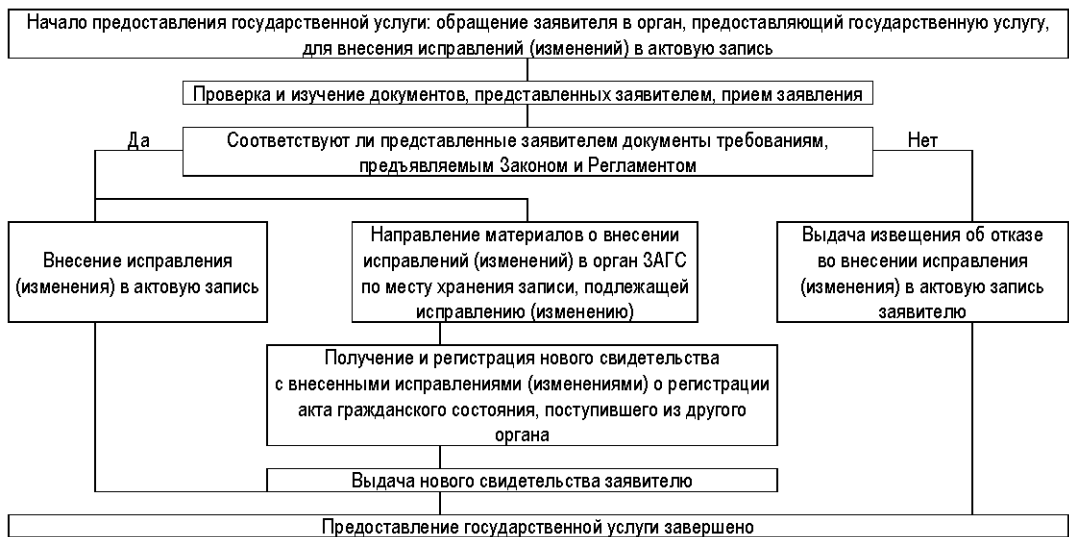 Начало предоставления государственной услуги: обращение заявителя в орган, предоставляющий государственную услугу,
для внесения исправлений (изменений) в актовую запись
Проверка и изучение документов, представленных заявителем, прием заявления
Да
Соответствуют ли представленные заявителем документы требованиям,
предъявляемым Законом и Регламентом
Нет
Внесение исправления
(изменения) в актовую запись
Направление материалов о внесении
исправлений (изменений) в орган ЗАГС
по месту хранения записи, подлежащей
исправлению (изменению)
Выдача извещения об отказе
во внесении исправления
(изменения) в актовую запись
заявителю
Получение и регистрация нового свидетельства
с внесенными исправлениями (изменениями) о регистрации
акта гражданского состояния, поступившего из другого
органа
Выдача нового свидетельства заявителю
Предоставление государственной услуги завершено